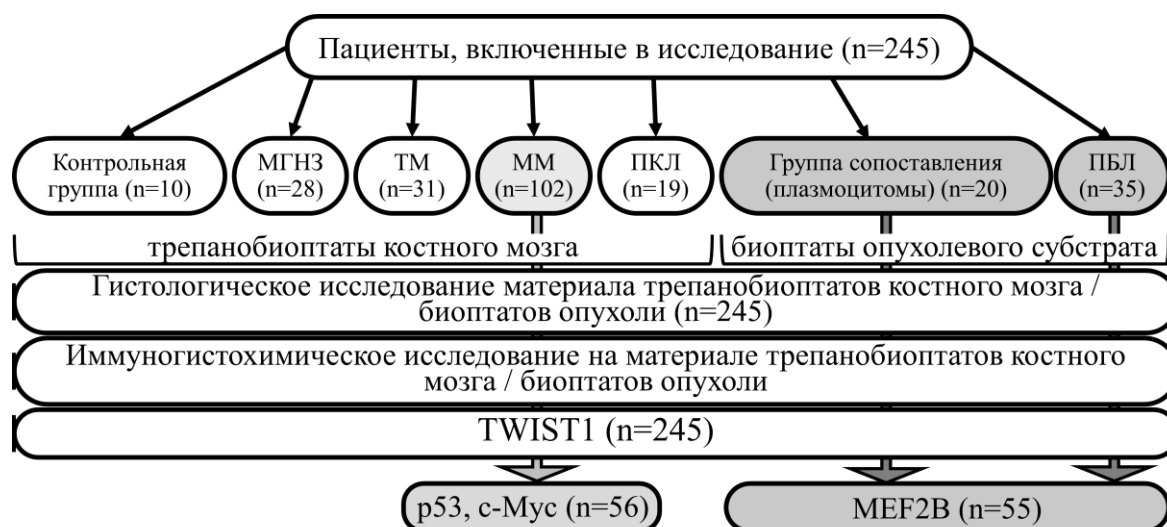 Пациенты, включенные в исследование (n=245)
Контрольная
группа (n=10)
МГНЗ
(n=28)
ТМ
(n=31)
ММ
(n=102)
ПКЛ
(n=19)
Группа сопоставления
(плазмоцитомы) (n=20)
ПБЛ
(n=35)
трепанобиоптаты костного мозга
биоптаты опухолевого субстрата
Гистологическое исследование материала трепанобиоптатов костного мозга /
биоптатов опухоли (n=245)
Иммуногистохимическое исследование на материале трепанобиоптатов костного
мозга / биоптатов опухоли
TWIST1 (n=245)
p53, c-Myc (n=56)
MEF2B (n=55)